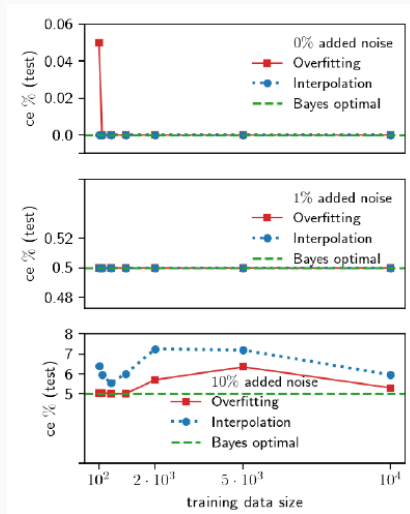 0.06
0% added noise
Overfitting
0.04
Interpolation
Bayes optimal
0.02
0.0
ce % (test)
1% added noise
Overfitting
0.52
Interpolation
Bayes optimal
0.5
0.48
ce % (test)
8
7
6
5
ce % (test)
10% added noise
Overfitting
Interpolation
Bayes optimal
10² 2 · 10³ 5 · 10³ 10⁴
training data size